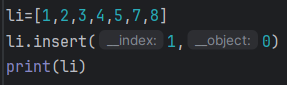 li=[1,2,3,4,5,7,8]
li.insert( __index: 1, __object: 0)
print(li)